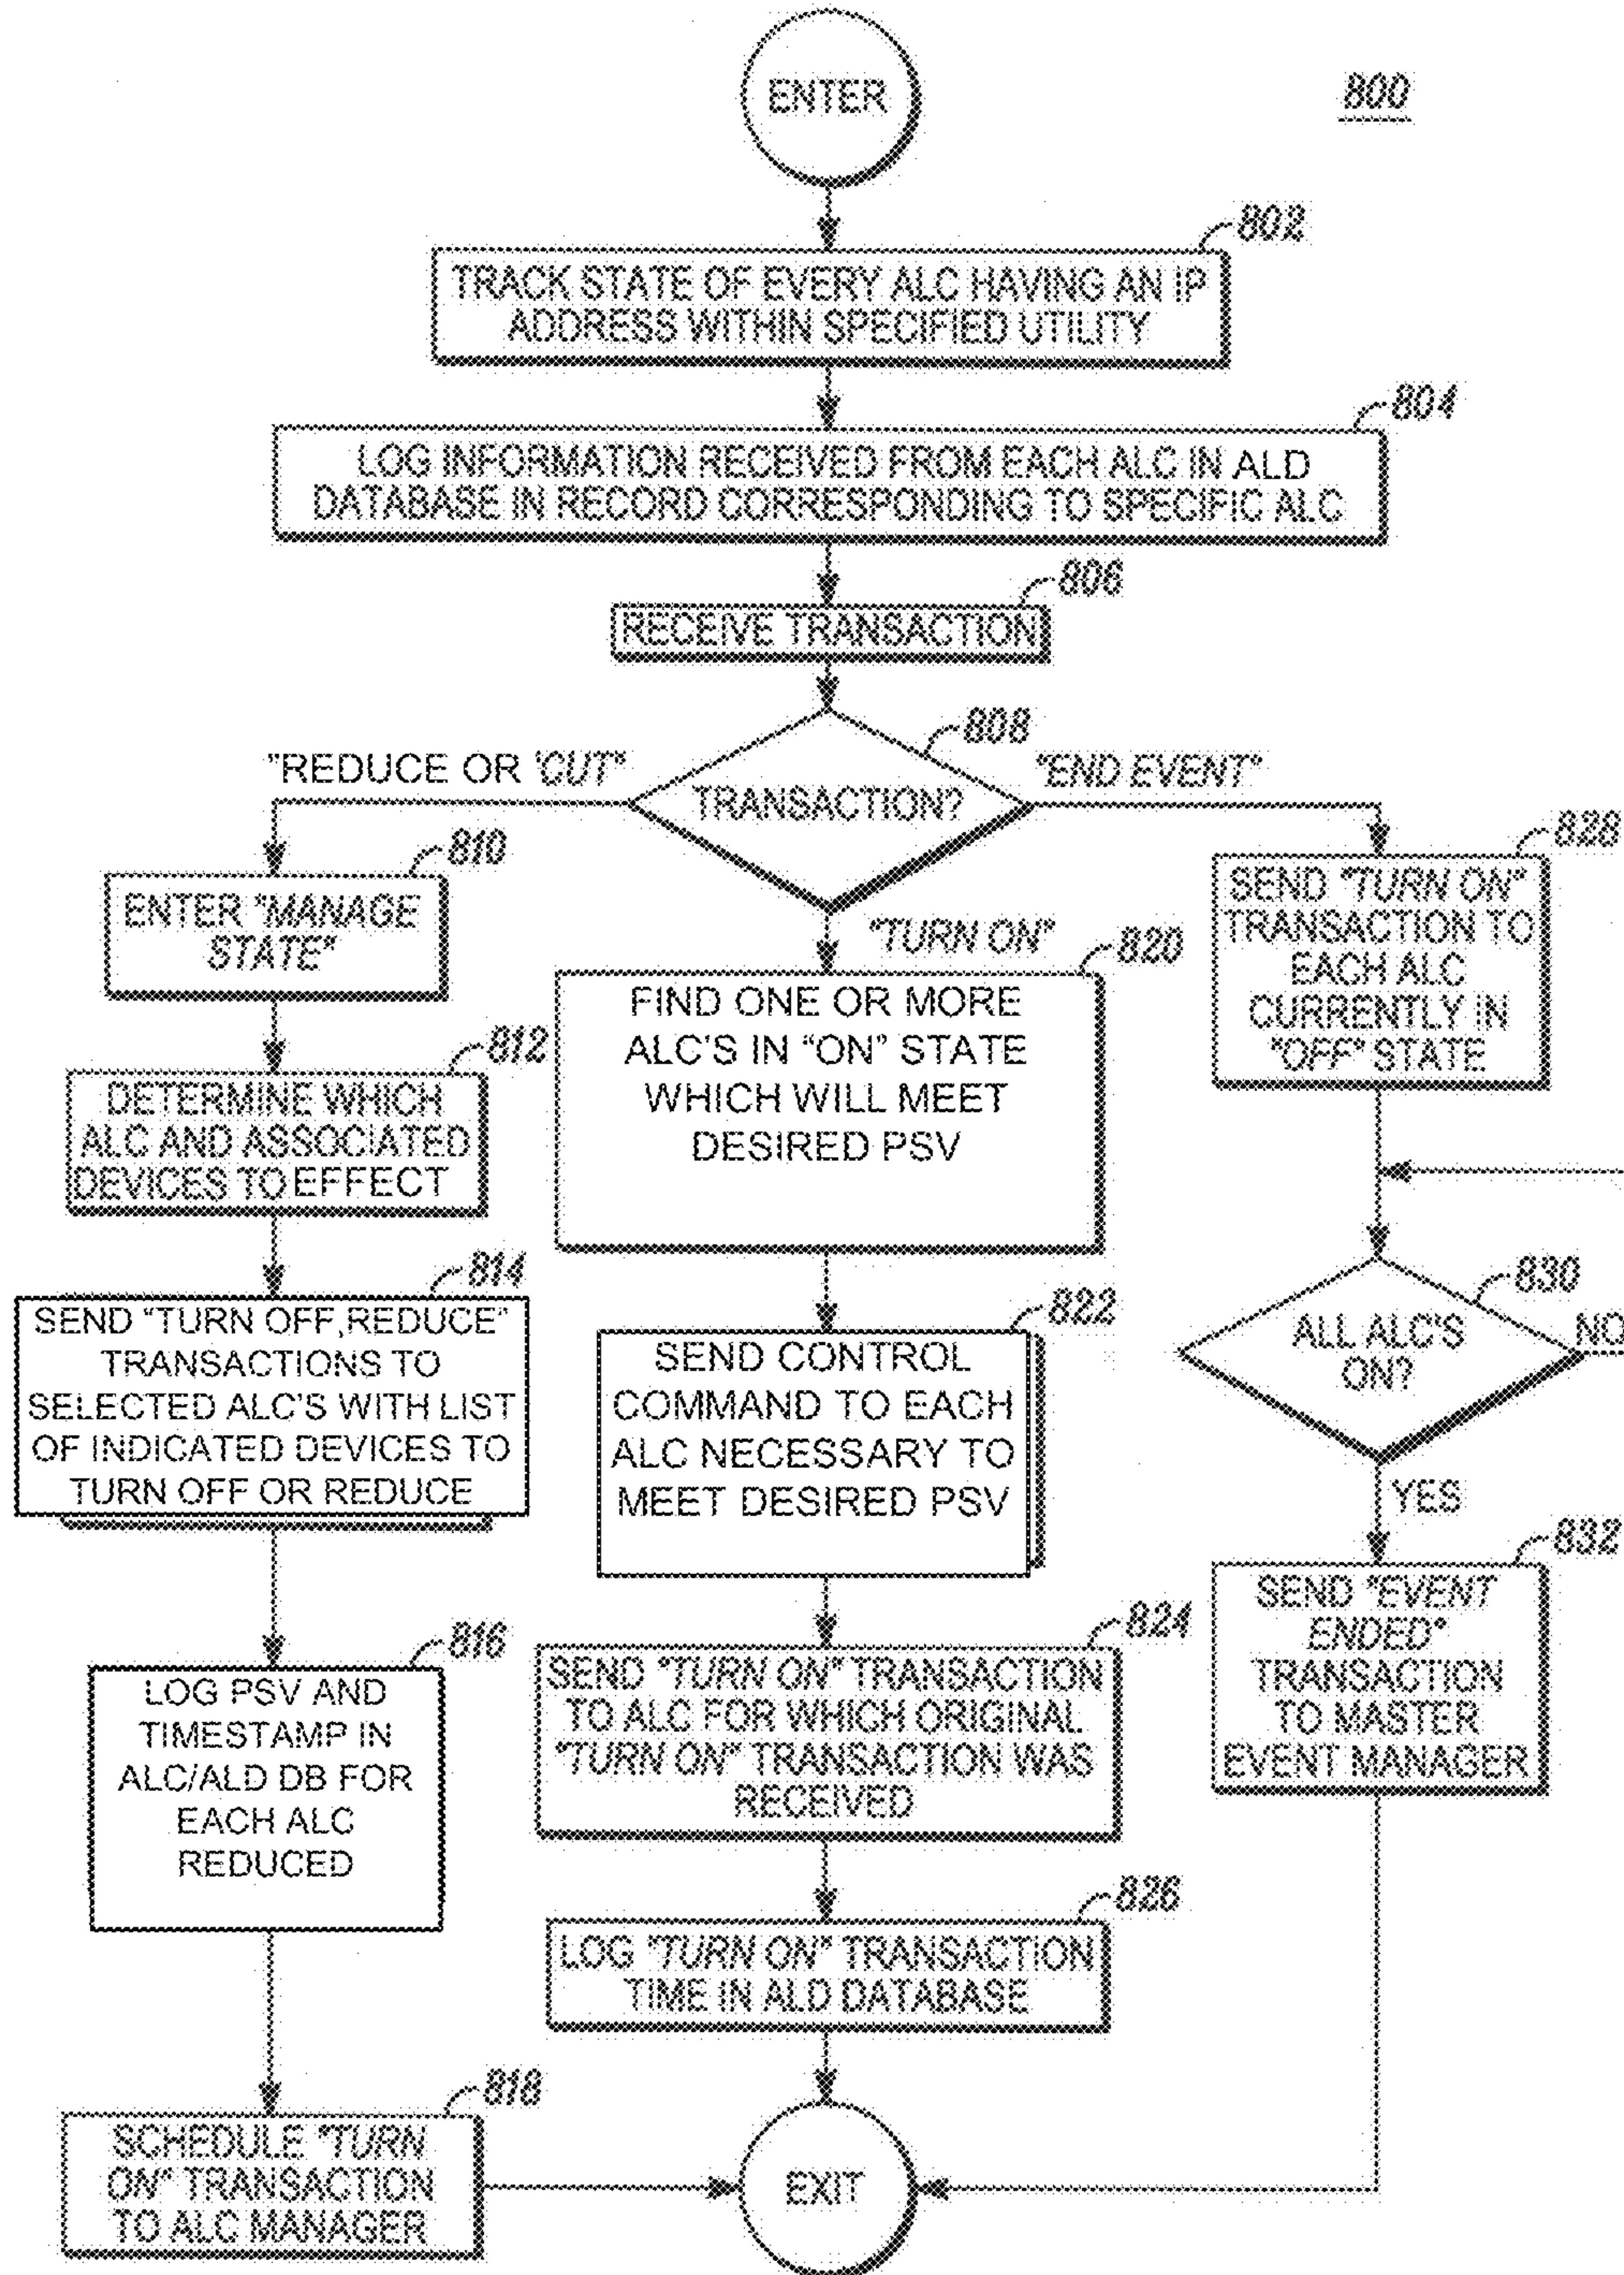 ENTER
800
802
TRACK STATE OF EVERY ALC HAVING AN IP
ADDRESS WITHIN SPECIFIED UTILITY
804
LOG INFORMATION RECEIVED FROM EACH ALC IN ALD
DATABASE IN RECORD CORRESPONDING TO SPECIFIC ALC
806
RECEIVE TRANSACTION
808
TRANSACTION?
"REDUCE OR 'CUT"
"END EVENT"
"TURN ON"
810
ENTER "MANAGE
STATE"
812
DETERMINE WHICH
ALC AND ASSOCIATED
DEVICES TO EFFECT
814
SEND "TURN OFF,REDUCE"
TRANSACTIONS TO
SELECTED ALC'S WITH LIST
OF INDICATED DEVICES TO
TURN OFF OR REDUCE
816
LOG PSV AND
TIMESTAMP IN
ALC/ALD DB FOR
EACH ALC
REDUCED
818
SCHEDULE "TURN
ON" TRANSACTION
TO ALC MANAGER
820
FIND ONE OR MORE
ALC'S IN "ON" STATE
WHICH WILL MEET
DESIRED PSV
822
SEND CONTROL
COMMAND TO EACH
ALC NECESSARY TO
MEET DESIRED PSV
824
SEND "TURN ON" TRANSACTION
TO ALC FOR WHICH ORIGINAL
"TURN ON" TRANSACTION WAS
RECEIVED
826
LOG "TURN ON" TRANSACTION
TIME IN ALD DATABASE
828
SEND "TURN ON"
TRANSACTION TO
EACH ALC
CURRENTLY IN
"OFF" STATE
830
ALL ALC'S
ON?
NO
YES
832
SEND "EVENT
ENDED"
TRANSACTION
TO MASTER
EVENT MANAGER
EXIT